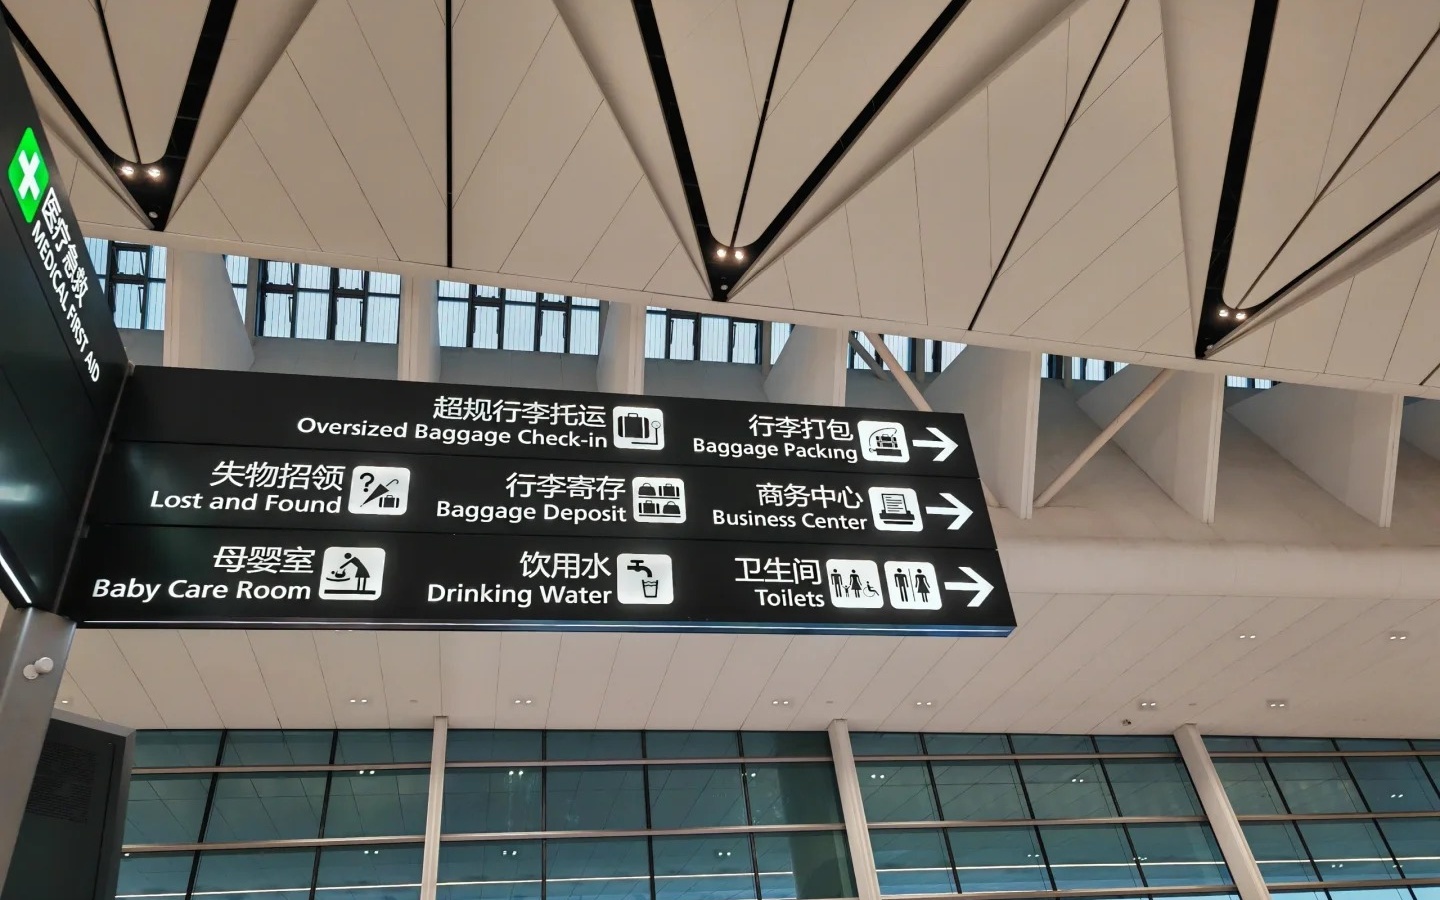 医疗急救
MEDICAL FIRST AID
超规行李托运
Oversized Baggage Check-in
行李打包
Baggage Packing
失物招领
Lost and Found
行李寄存
Baggage Deposit
商务中心
Business Center
母婴室
Baby Care Room
饮用水
Drinking Water
卫生间
Toilets